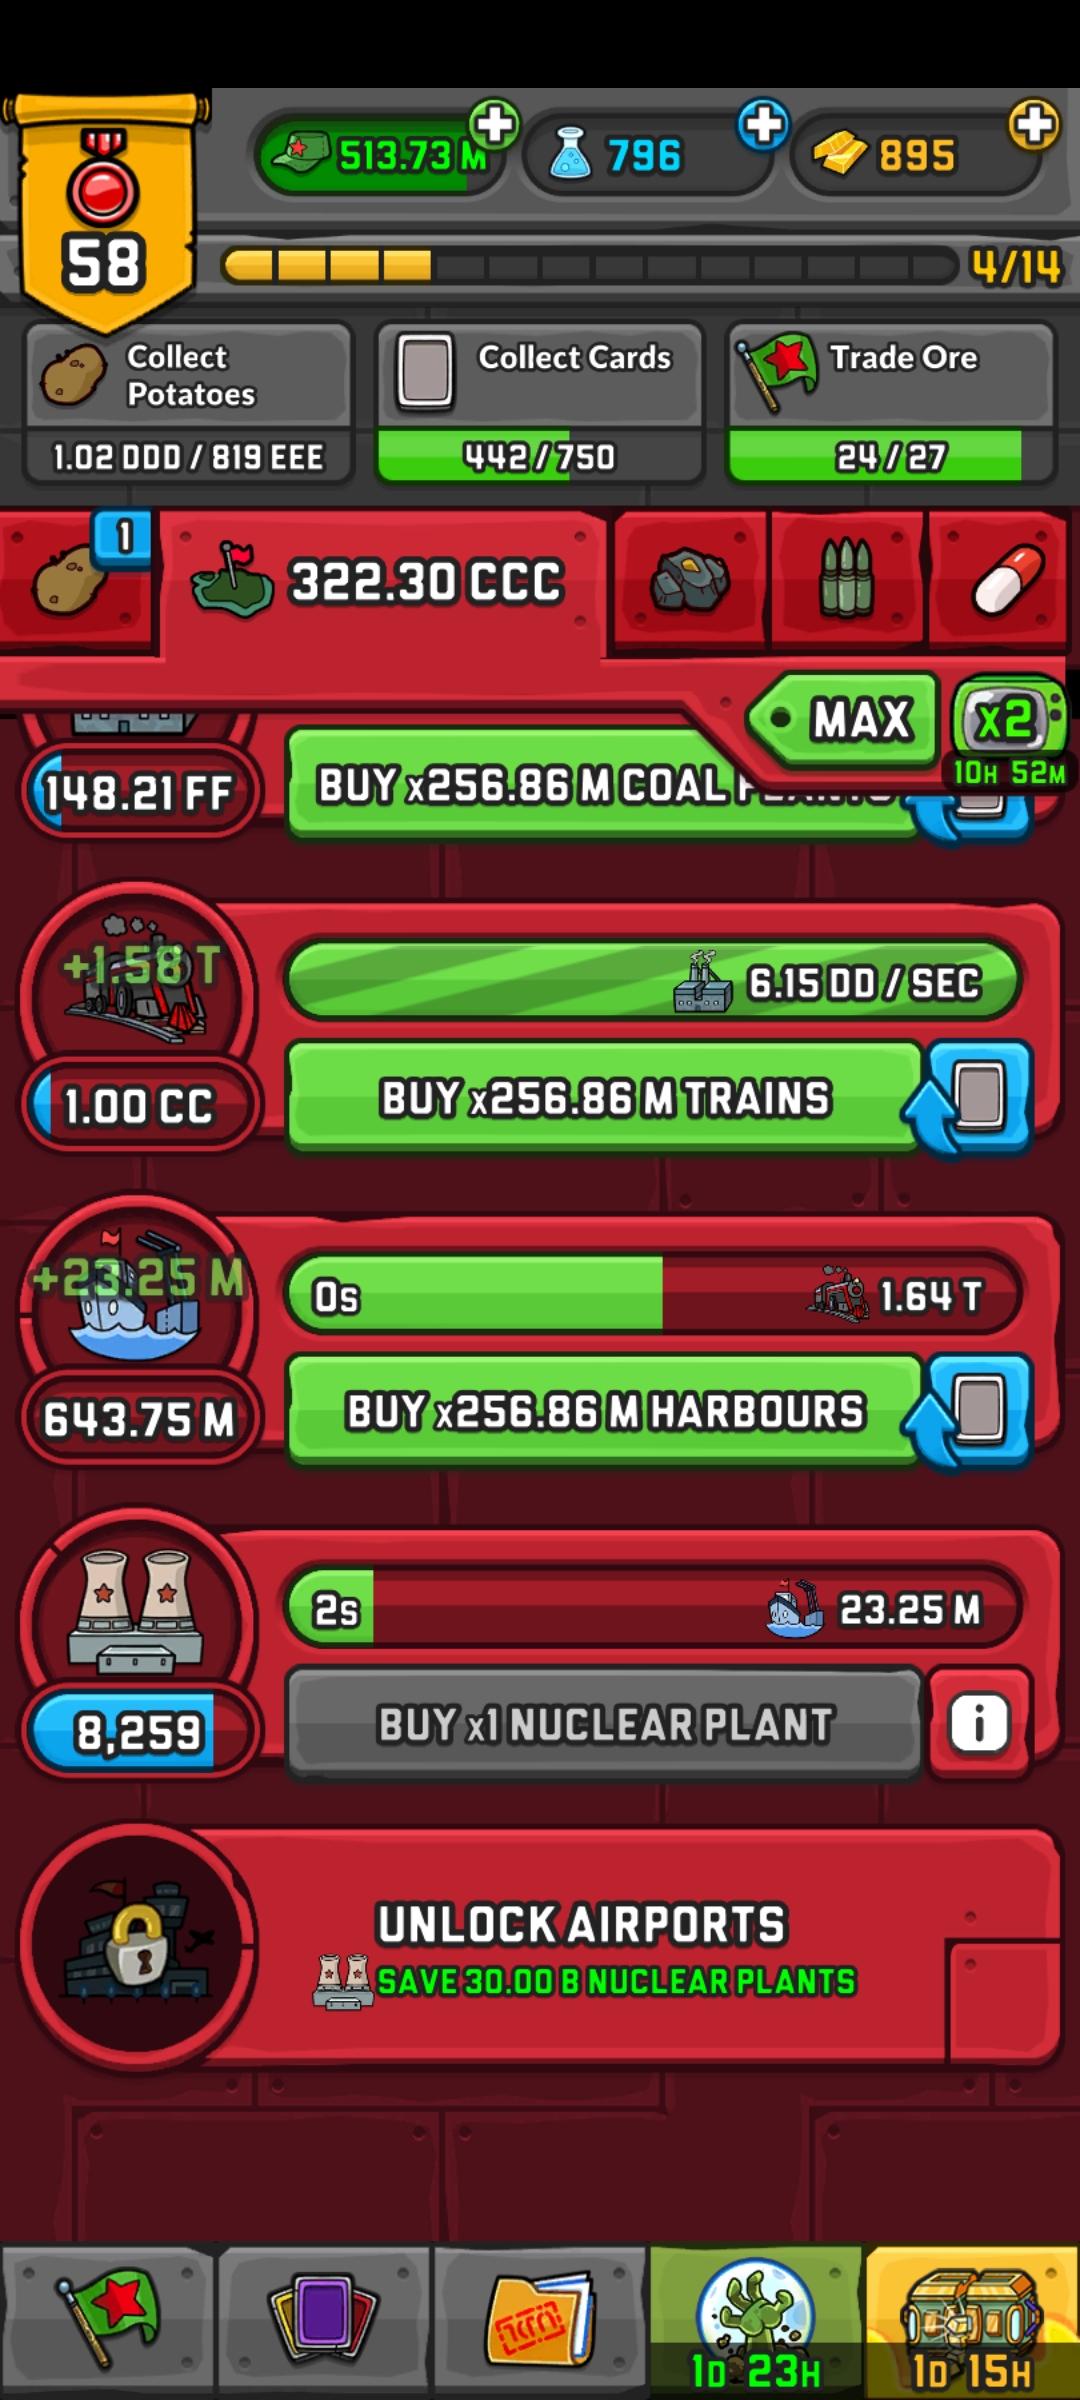 513.73 M
796
895
58
4/14
Collect
Potatoes
Collect Cards
Trade Ore
1.02 DDD / 819 EEE
442 / 750
24 / 27
1
322.30 CCC
MAX
x2
10H 52M
148.21 FF
BUY x256.86 M COAL PLANTS
+1.58 T
6.15 DD / SEC
1.00 CC
BUY x256.86 M TRAINS
+23.25 M
0s
1.64 T
643.75 M
BUY x256.86 M HARBOURS
2s
23.25 M
8,259
BUY x1 NUCLEAR PLANT
i
UNLOCK AIRPORTS
SAVE 30.00 B NUCLEAR PLANTS
1D 23H
1D 15H